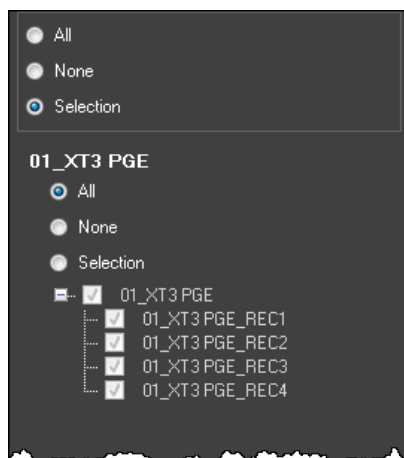 All
None
Selection
01_XT3 PGE
All
None
Selection
01_XT3 PGE
01_XT3 PGE_REC1
01_XT3 PGE_REC2
01_XT3 PGE_REC3
01_XT3 PGE_REC4